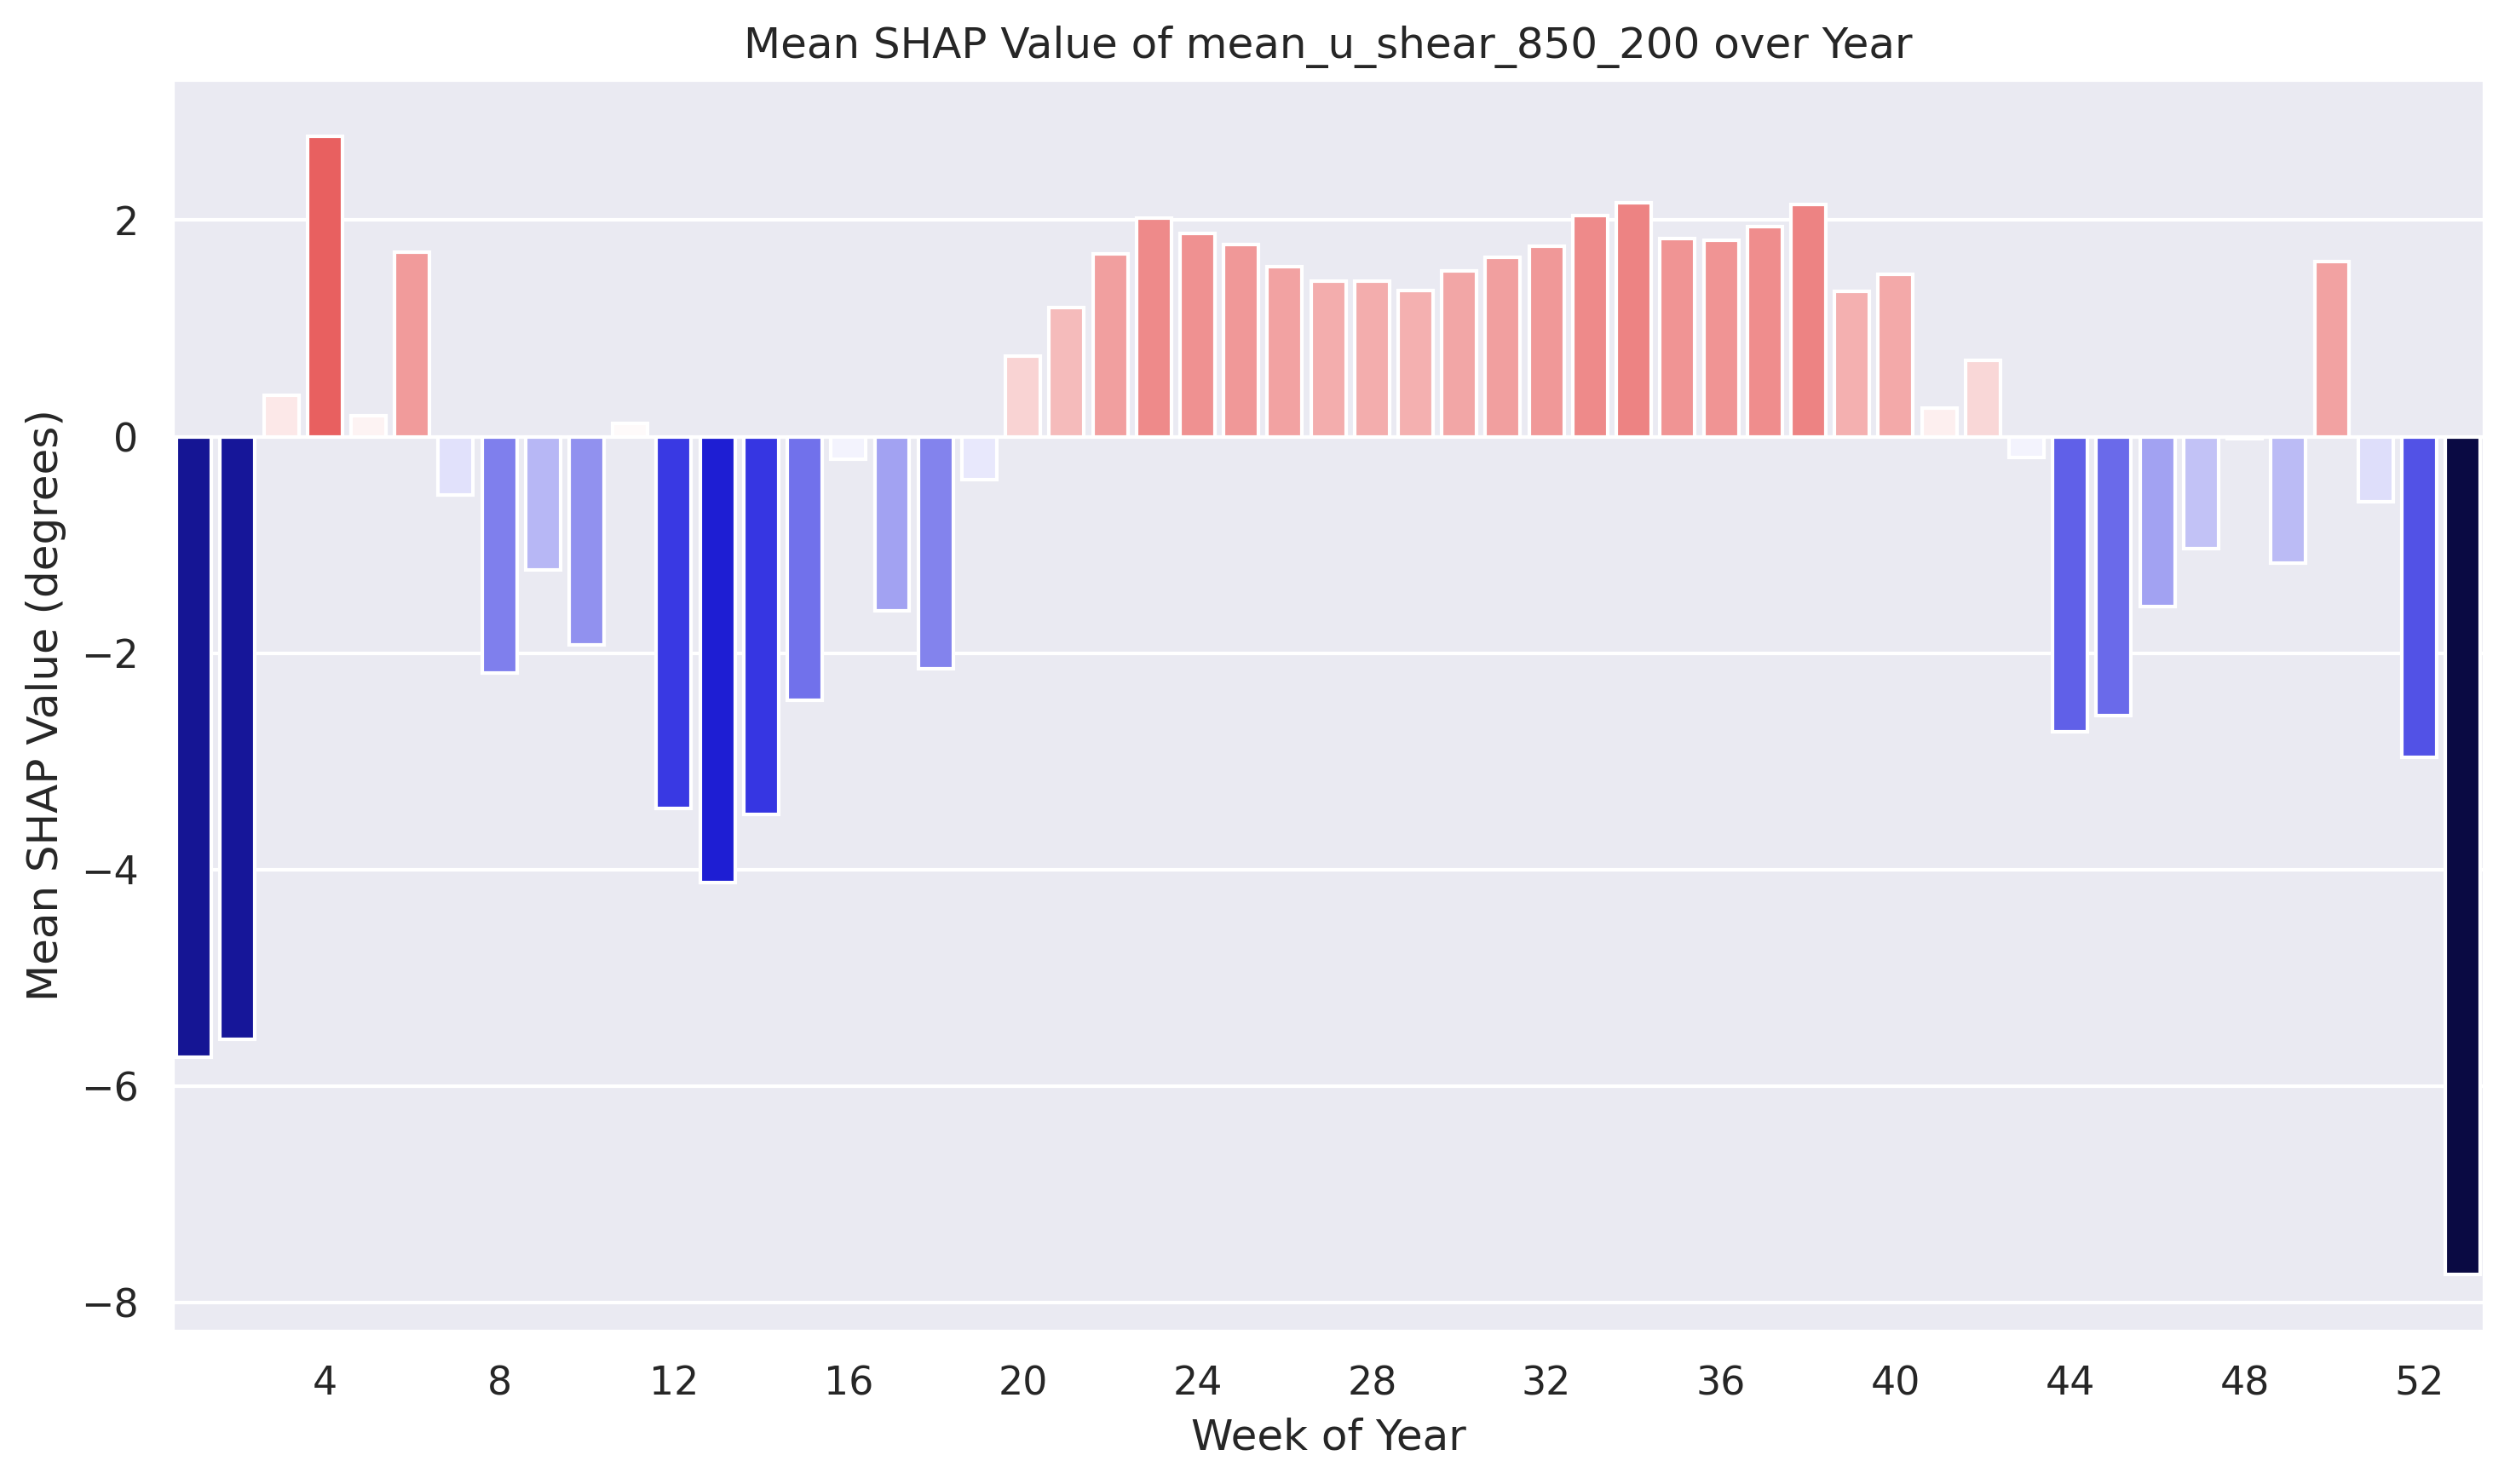 Mean SHAP Value of mean_u_shear_850_200 over Year
Mean SHAP Value (degrees)
2
0
−2
−4
−6
−8
4 8 12 16 20 24 28 32 36 40 44 48 52
Week of Year